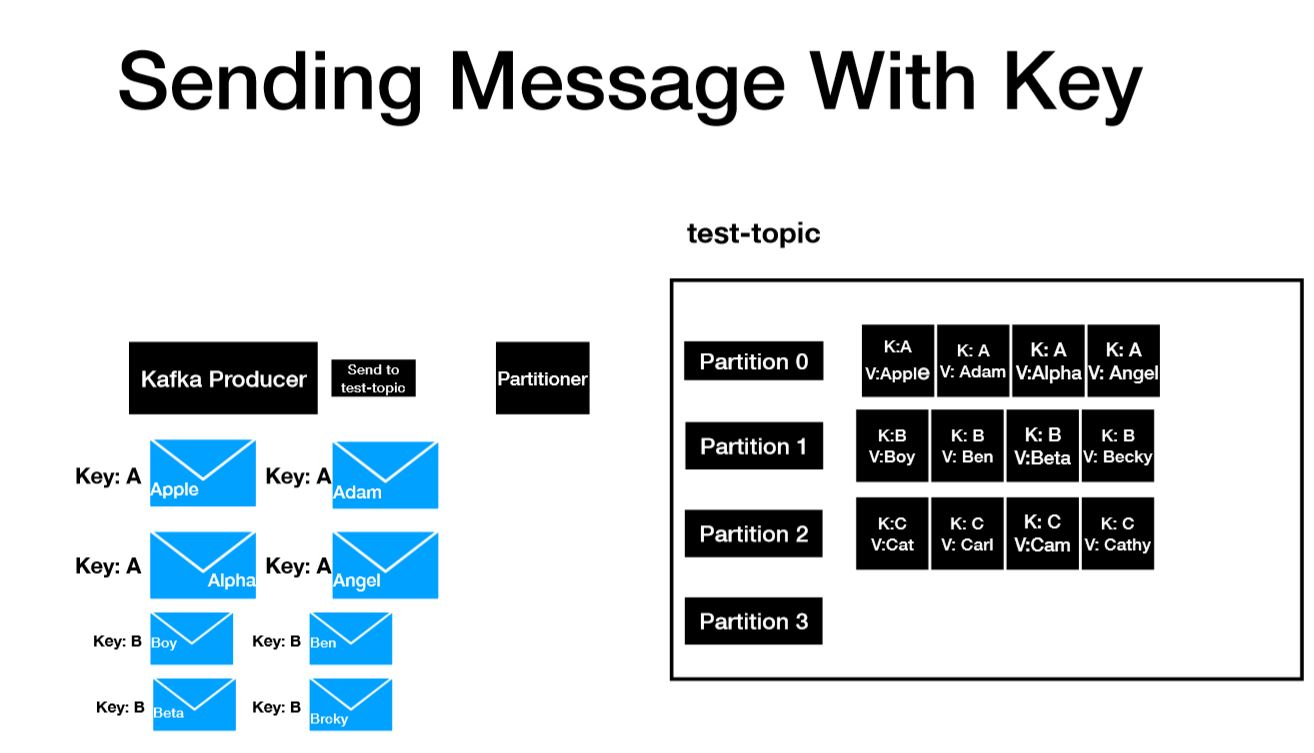 Sending Message With Key
test-topic
Kafka Producer
Send to
test-topic
Partitioner
Key: A
Apple
Key: A
Adam
Key: A
Alpha
Key: A
Angel
Key: B
Boy
Key: B
Ben
Key: B
Beta
Key: B
Brcky
Partition 0
K:A
V:Apple
K: A
V: Adam
K: A
V:Alpha
K: A
V: Angel
Partition 1
K:B
V:Boy
K: B
V: Ben
K: B
V:Beta
K: B
V: Becky
Partition 2
K:C
V:Cat
K: C
V: Carl
K: C
V:Cam
K: C
V: Cathy
Partition 3